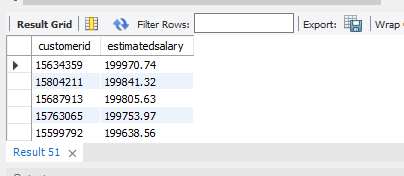 Result Grid Filter Rows: Export: Wrap C
customerid estimatedsalary
15634359 199970.74
15804211 199841.32
15687913 199805.63
15763065 199753.97
15599792 199638.56
Result 51 ×